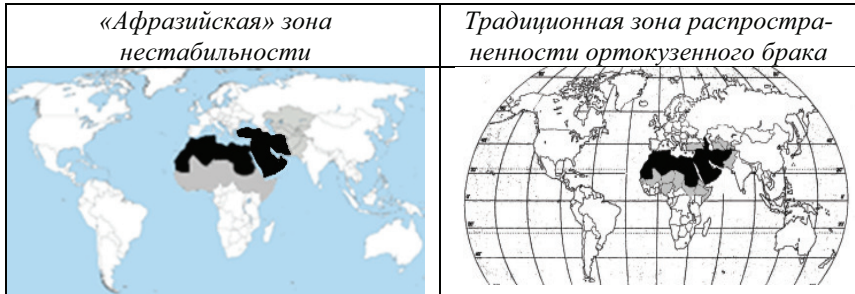 «Афразийская» зона
нестабильности
Традиционная зона распростра-
ненности ортокузенного брака